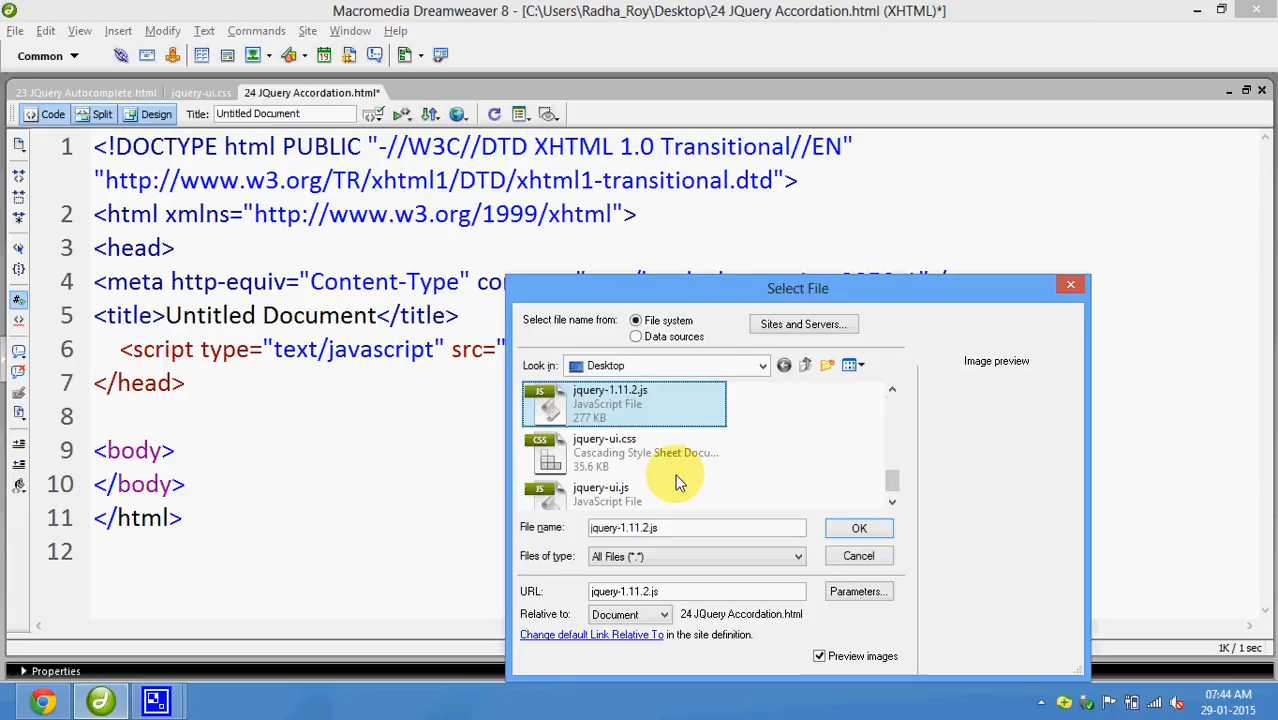 Macromedia Dreamweaver 8 - [C:\Users\Radha_Roy\Desktop\24 JQuery Accordation.html (XHTML)*]
File Edit View Insert Modify Text Commands Site Window Help
Common
23 JQuery Autocomplete.html jquery-ui.css 24 JQuery Accordation.html*
Code Split Design Title: Untitled Document
1 <!DOCTYPE html PUBLIC "-//W3C//DTD XHTML 1.0 Transitional//EN"
"http://www.w3.org/TR/xhtml1/DTD/xhtml1-transitional.dtd">
2 <html xmlns="http://www.w3.org/1999/xhtml">
3 <head>
4 <meta http-equiv="Content-Type" co
5 <title>Untitled Document</title>
6 <script type="text/javascript" src="
7 </head>
8
9 <body>
10 </body>
11 </html>
12
Select File
Select file name from: File system Sites and Servers...
Data sources
Look in: Desktop
Image preview
jquery-1.11.2.js
JavaScript File
277 KB
jquery-ui.css
Cascading Style Sheet Docu...
35.6 KB
jquery-ui.js
JavaScript File
File name: jquery-1.11.2.js OK
Files of type: All Files (*.*) Cancel
URL: jquery-1.11.2.js Parameters...
Relative to: Document 24 JQuery Accordation.html
Change default Link Relative To in the site definition.
Preview images
1K / 1 sec
Properties
07:44 AM
29-01-2015